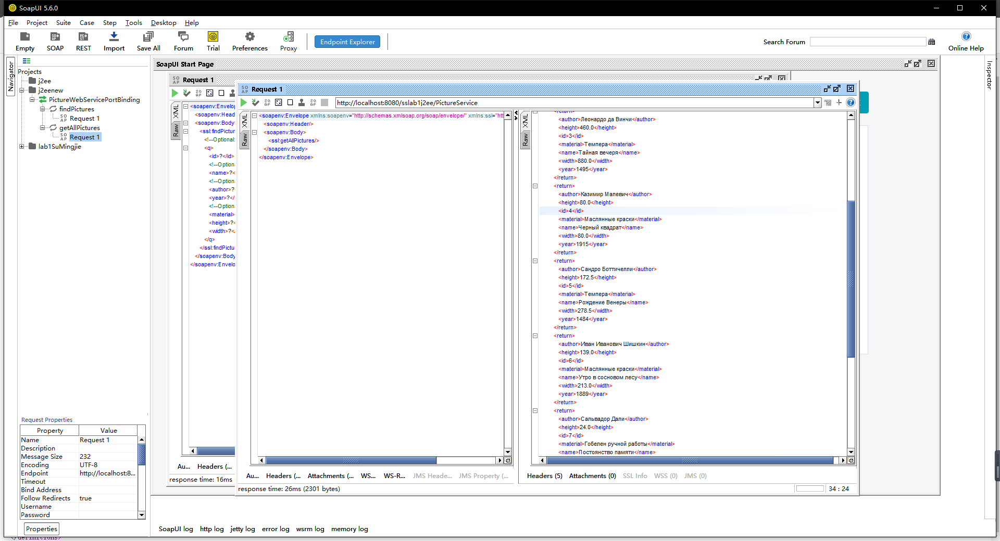 SoapUI 5.6.0
File Project Suite Case Step Tools Desktop Help
Empty SOAP REST Import Save All Forum Trial Preferences Proxy Endpoint Explorer Search Forum Online Help
Navigator
Projects
j2ee
j2eenew
PictureWebServicePortBinding
findPictures
SO AP Request 1
getAllPictures
SO AP Request 1
lab1SuMingjie
Request Properties
Property Value
Name Request 1
Description
Message Size 232
Encoding UTF-8
Endpoint http://localhost:8...
Timeout
Bind Address
Follow Redirects true
Username
Password
Properties
</definitions>
SoapUI Start Page
SO AP Request 1
XML
Raw
<soapenv:Envelop
<soapenv:Head
<soapenv:Body
<ssl:findPictur
<!--Optional:
<q>
<id>?</id>
<!--Option
<name>?<
<!--Option
<author>?
<year>?</
<!--Option
<material>
<height>?<
<width>?</
</q>
</ssl:findPictu
</soapenv:Body
</soapenv:Envelo
Au... Headers (...
response time: 16ms
SO AP Request 1
http://localhost:8080/sslab1j2ee/PictureService
XML
Raw
<soapenv:Envelope xmlns:soapenv="http://schemas.xmlsoap.org/soap/envelope/" xmlns:ssl="htt
<soapenv:Header/>
<soapenv:Body>
<ssl:getAllPictures/>
</soapenv:Body>
</soapenv:Envelope>
Au... Headers (... Attachments (... WS... WS-R... JMS Heade... JMS Property (...
response time: 26ms (2301 bytes)
XML
Raw
<return>
<author>Леонардо да Винчи</author>
<height>460.0</height>
<id>3</id>
<material>Темпера</material>
<name>Тайная вечеря</name>
<width>880.0</width>
<year>1495</year>
</return>
<return>
<author>Казимир Малевич</author>
<height>80.0</height>
<id>4</id>
<material>Маслянные краски</material>
<name>Черный квадрат</name>
<width>80.0</width>
<year>1915</year>
</return>
<return>
<author>Сандро Боттичелли</author>
<height>172.5</height>
<id>5</id>
<material>Темпера</material>
<name>Рождение Венеры</name>
<width>278.5</width>
<year>1484</year>
</return>
<return>
<author>Иван Иванович Шишкин</author>
<height>139.0</height>
<id>6</id>
<material>Маслянные краски</material>
<name>Утро в сосновом лесу</name>
<width>213.0</width>
<year>1889</year>
</return>
<return>
<author>Сальвадор Дали</author>
<height>24.0</height>
<id>7</id>
<material>Гобелен ручной работы</material>
<name>Постоянство памяти</name>
Headers (5) Attachments (0) SSL Info WSS (0) JMS (0)
34 : 24
Inspector
SoapUI log http log jetty log error log wsrm log memory log